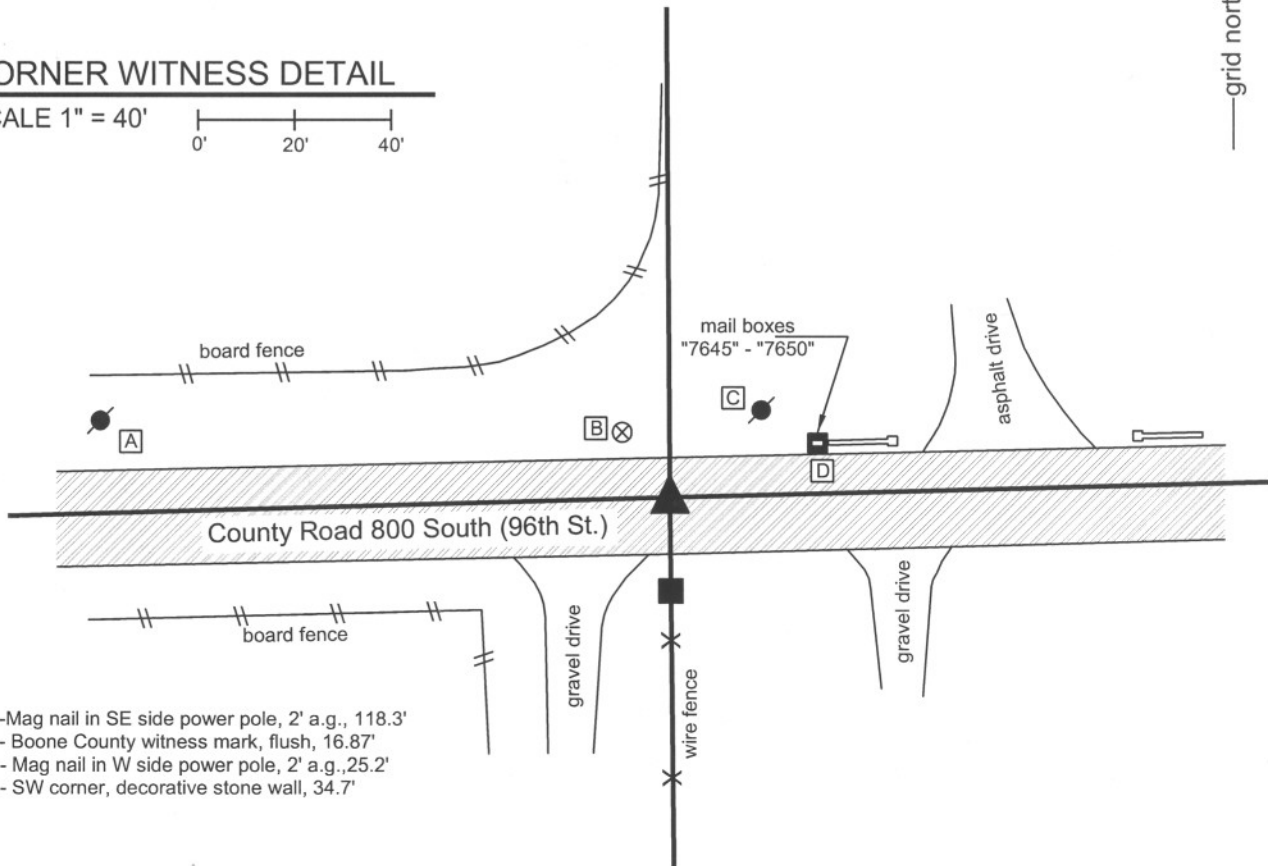 ORNER WITNESS DETAIL
CALE 1" = 40'
0' 20' 40'
grid nort
board fence
mail boxes
"7645" - "7650"
asphalt drive
A
B
C
D
County Road 800 South (96th St.)
board fence
gravel drive
gravel drive
wire fence
-Mag nail in SE side power pole, 2' a.g., 118.3'
- Boone County witness mark, flush, 16.87'
- Mag nail in W side power pole, 2' a.g.,25.2'
- SW corner, decorative stone wall, 34.7'